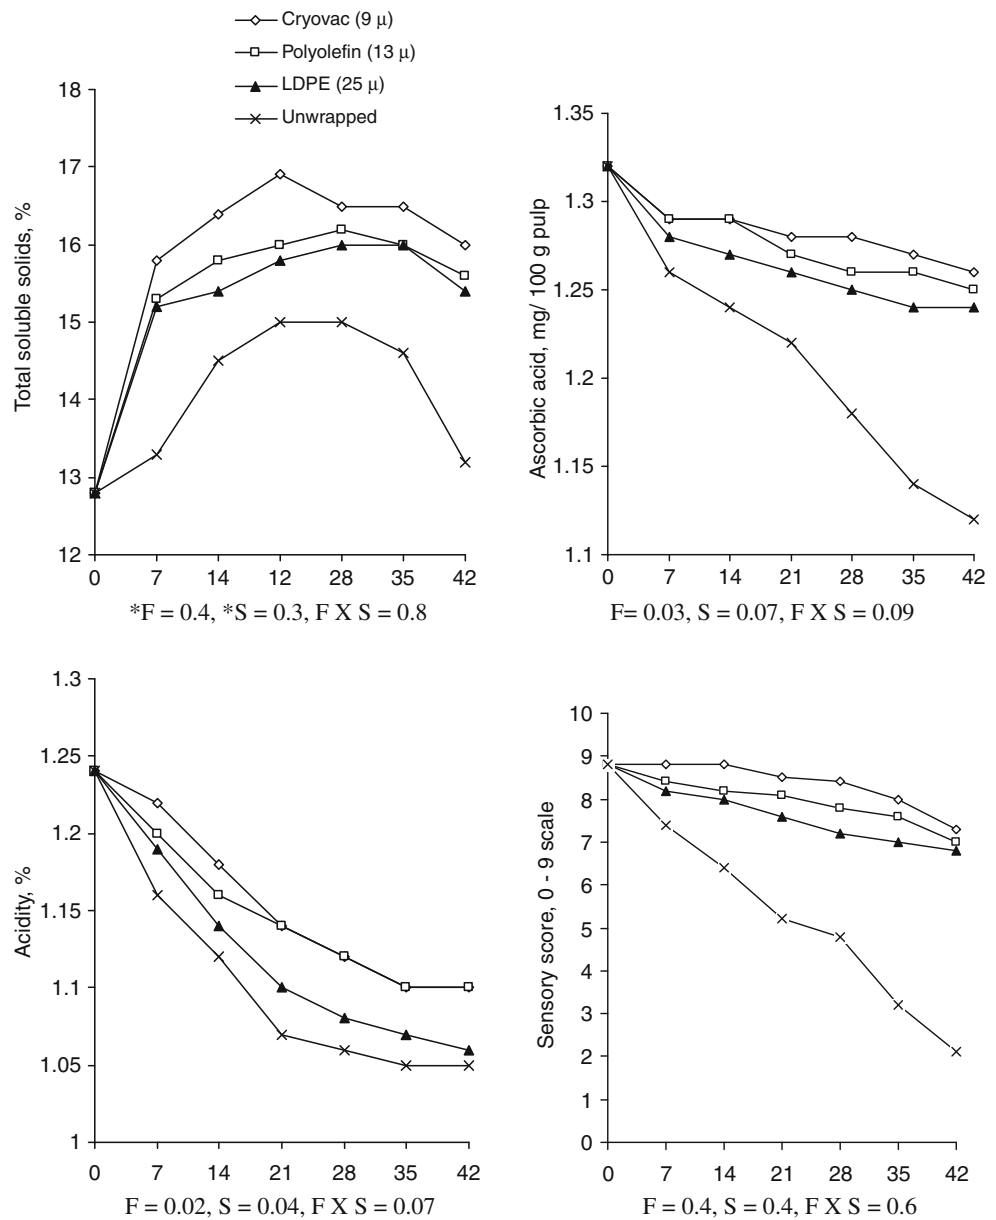 Cryovac (9 μ)
Polyolefin (13 μ)
LDPE (25 μ)
Unwrapped
Total soluble solids, %
18
17
16
15
14
13
12
0 7 14 12 28 35 42
*F = 0.4, *S = 0.3, F X S = 0.8
Ascorbic acid, mg/ 100 g pulp
1.35
1.3
1.25
1.2
1.15
1.1
0 7 14 21 28 35 42
F= 0.03, S = 0.07, F X S = 0.09
Acidity, %
1.3
1.25
1.2
1.15
1.1
1.05
1
0 7 14 21 28 35 42
F = 0.02, S = 0.04, F X S = 0.07
Sensory score, 0 - 9 scale
10
9
8
7
6
5
4
3
2
1
0
0 7 14 21 28 35 42
F = 0.4, S = 0.4, F X S = 0.6